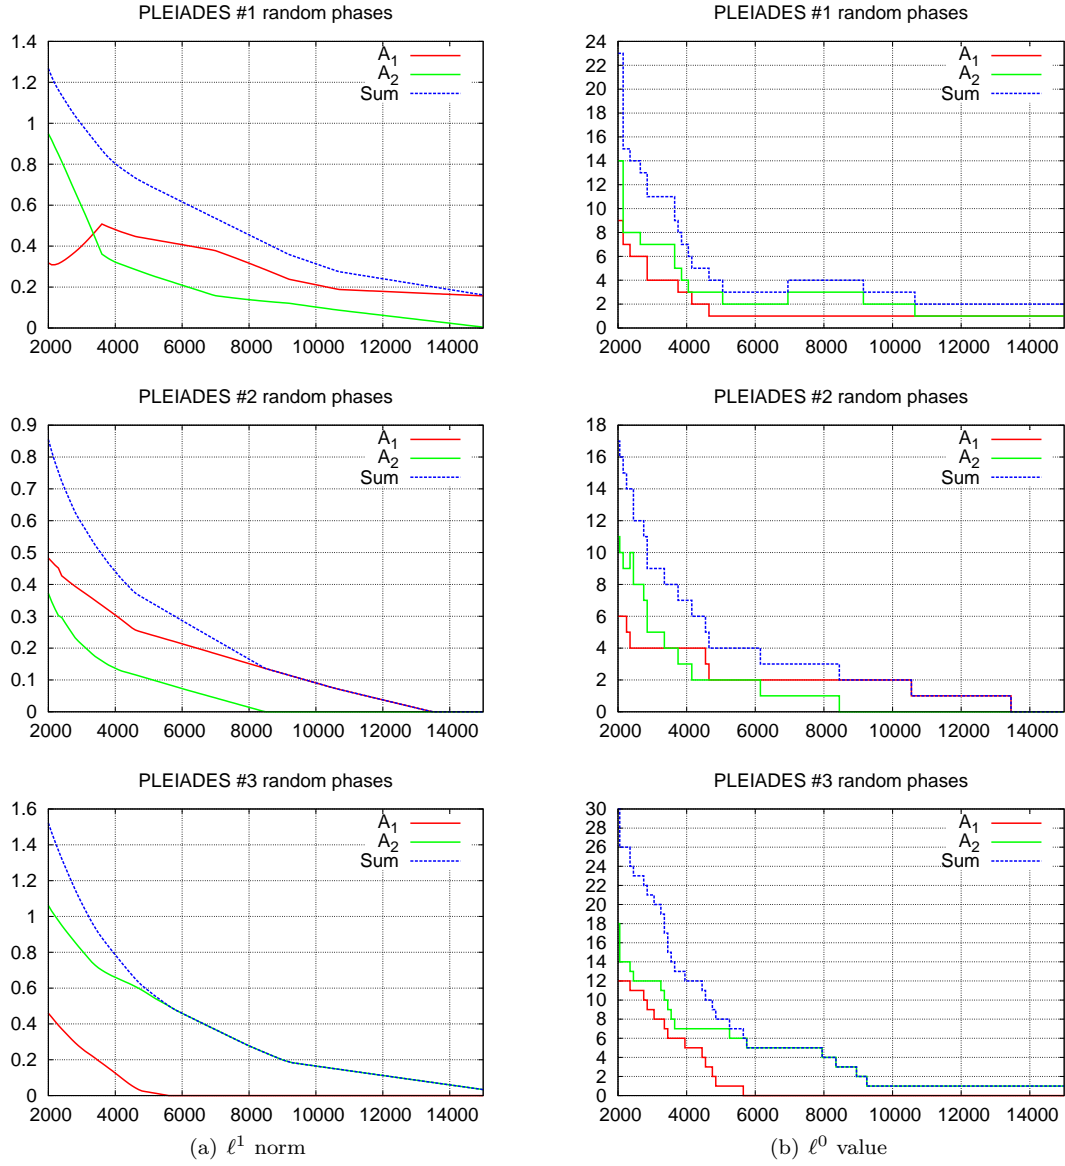 PLEIADES #1 random phases
1.4
1.2
1
0.8
0.6
0.4
0.2
0
2000 4000 6000 8000 10000 12000 14000
A1
A2
Sum
PLEIADES #1 random phases
24
22
20
18
16
14
12
10
8
6
4
2
0
2000 4000 6000 8000 10000 12000 14000
A1
A2
Sum
PLEIADES #2 random phases
0.9
0.8
0.7
0.6
0.5
0.4
0.3
0.2
0.1
0
2000 4000 6000 8000 10000 12000 14000
A1
A2
Sum
PLEIADES #2 random phases
18
16
14
12
10
8
6
4
2
0
2000 4000 6000 8000 10000 12000 14000
A1
A2
Sum
PLEIADES #3 random phases
1.6
1.4
1.2
1
0.8
0.6
0.4
0.2
0
2000 4000 6000 8000 10000 12000 14000
A1
A2
Sum
PLEIADES #3 random phases
30
28
26
24
22
20
18
16
14
12
10
8
6
4
2
0
2000 4000 6000 8000 10000 12000 14000
A1
A2
Sum
(a) ℓ¹ norm
(b) ℓ⁰ value